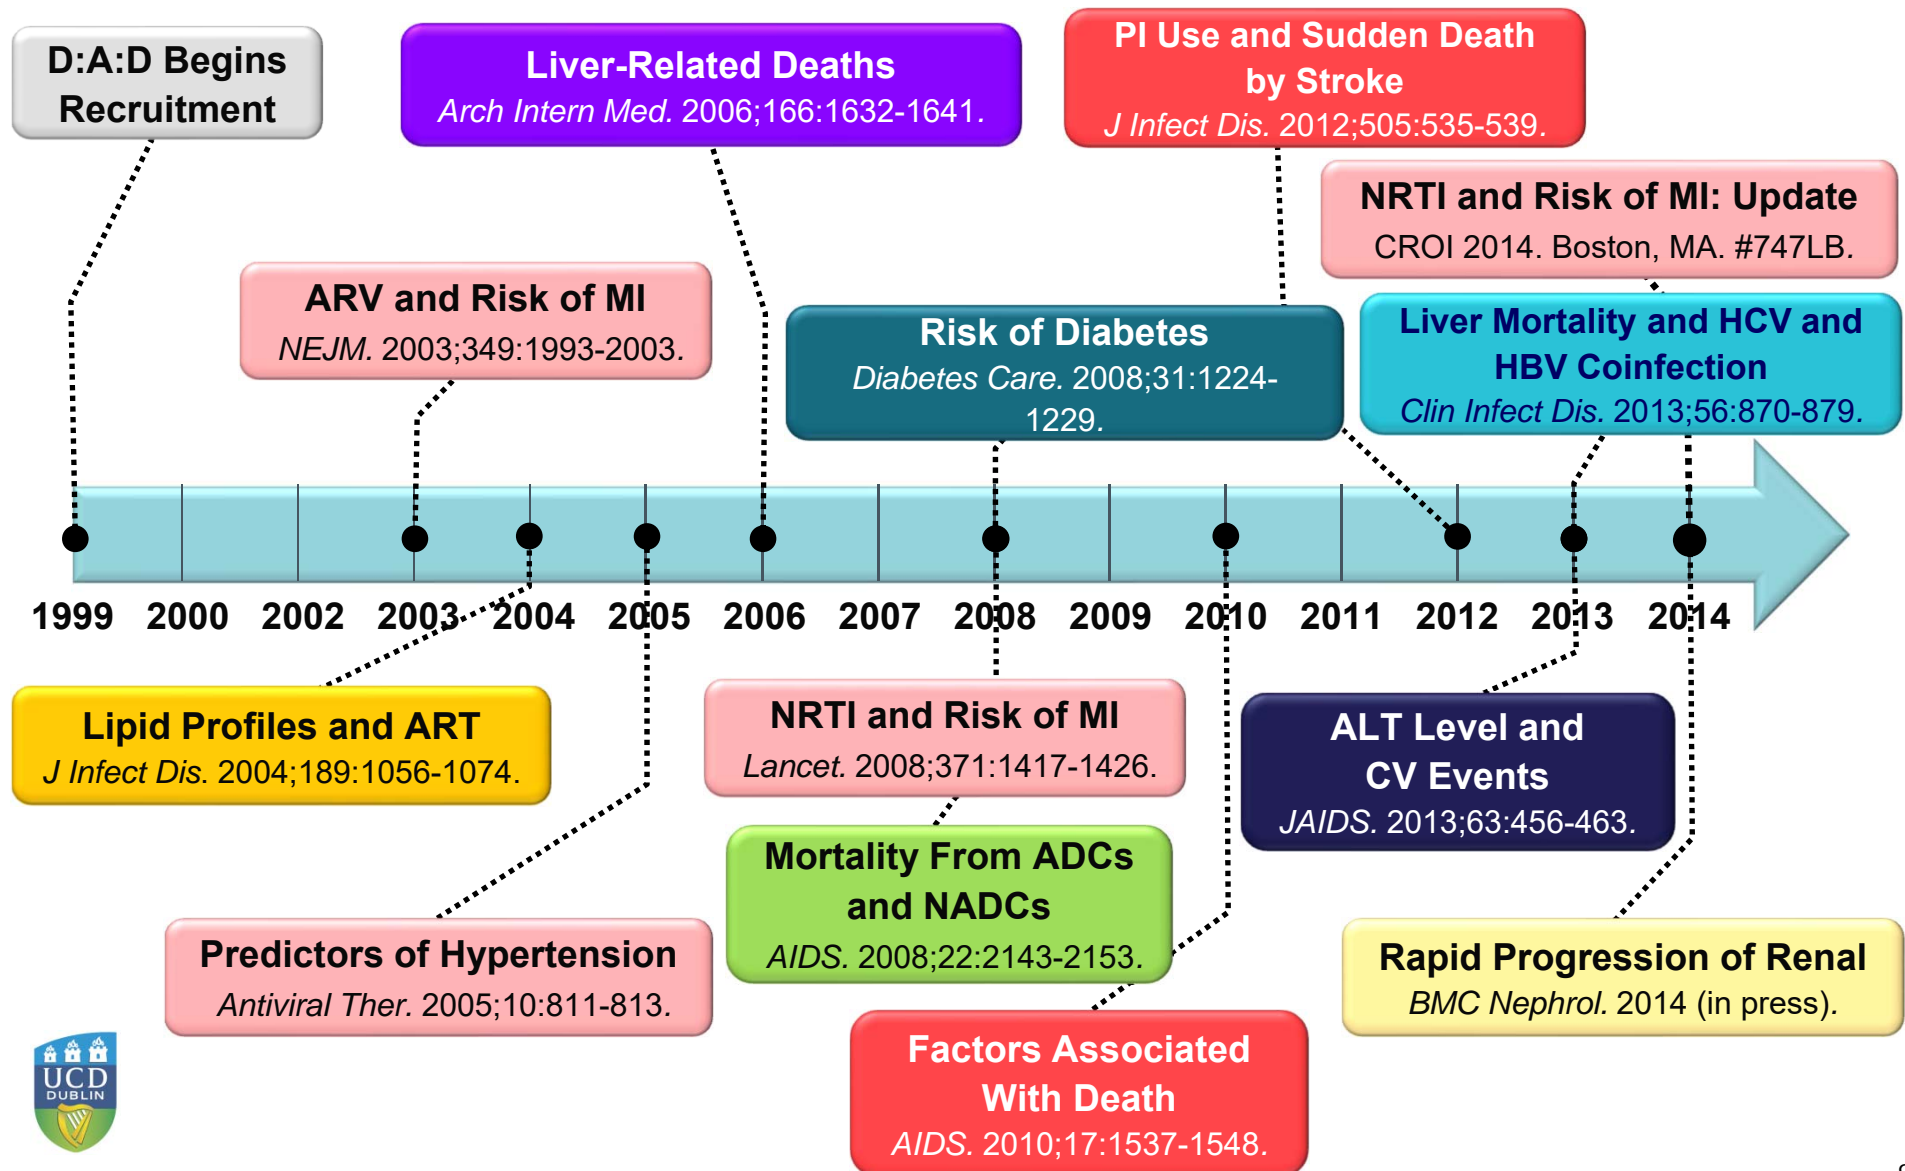 D:A:D Begins
Recruitment
Liver-Related Deaths
Arch Intern Med. 2006;166:1632-1641.
PI Use and Sudden Death
by Stroke
J Infect Dis. 2012;505:535-539.
NRTI and Risk of MI: Update
CROI 2014. Boston, MA. #747LB.
ARV and Risk of MI
NEJM. 2003;349:1993-2003.
Risk of Diabetes
Diabetes Care. 2008;31:1224-
1229.
Liver Mortality and HCV and
HBV Coinfection
Clin Infect Dis. 2013;56:870-879.
1999 2000 2002 2003 2004 2005 2006 2007 2008 2009 2010 2011 2012 2013 2014
Lipid Profiles and ART
J Infect Dis. 2004;189:1056-1074.
NRTI and Risk of MI
Lancet. 2008;371:1417-1426.
ALT Level and
CV Events
JAIDS. 2013;63:456-463.
Mortality From ADCs
and NADCs
AIDS. 2008;22:2143-2153.
Predictors of Hypertension
Antiviral Ther. 2005;10:811-813.
Rapid Progression of Renal
BMC Nephrol. 2014 (in press).
Factors Associated
With Death
AIDS. 2010;17:1537-1548.
UCD
DUBLIN